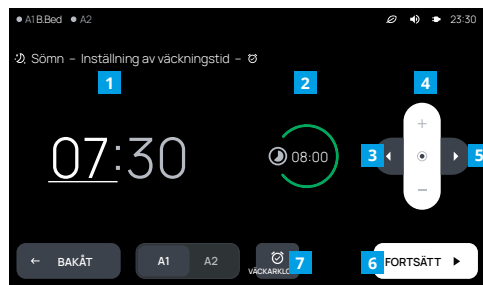 A1 B.Bed A2 23:30
Sömn – Inställning av väckningstid –
1 2 4
07:30 08:00 + 3 5 –
BAKÅT A1 A2 7 6 FORTSÄTT
VÄCKARKLO